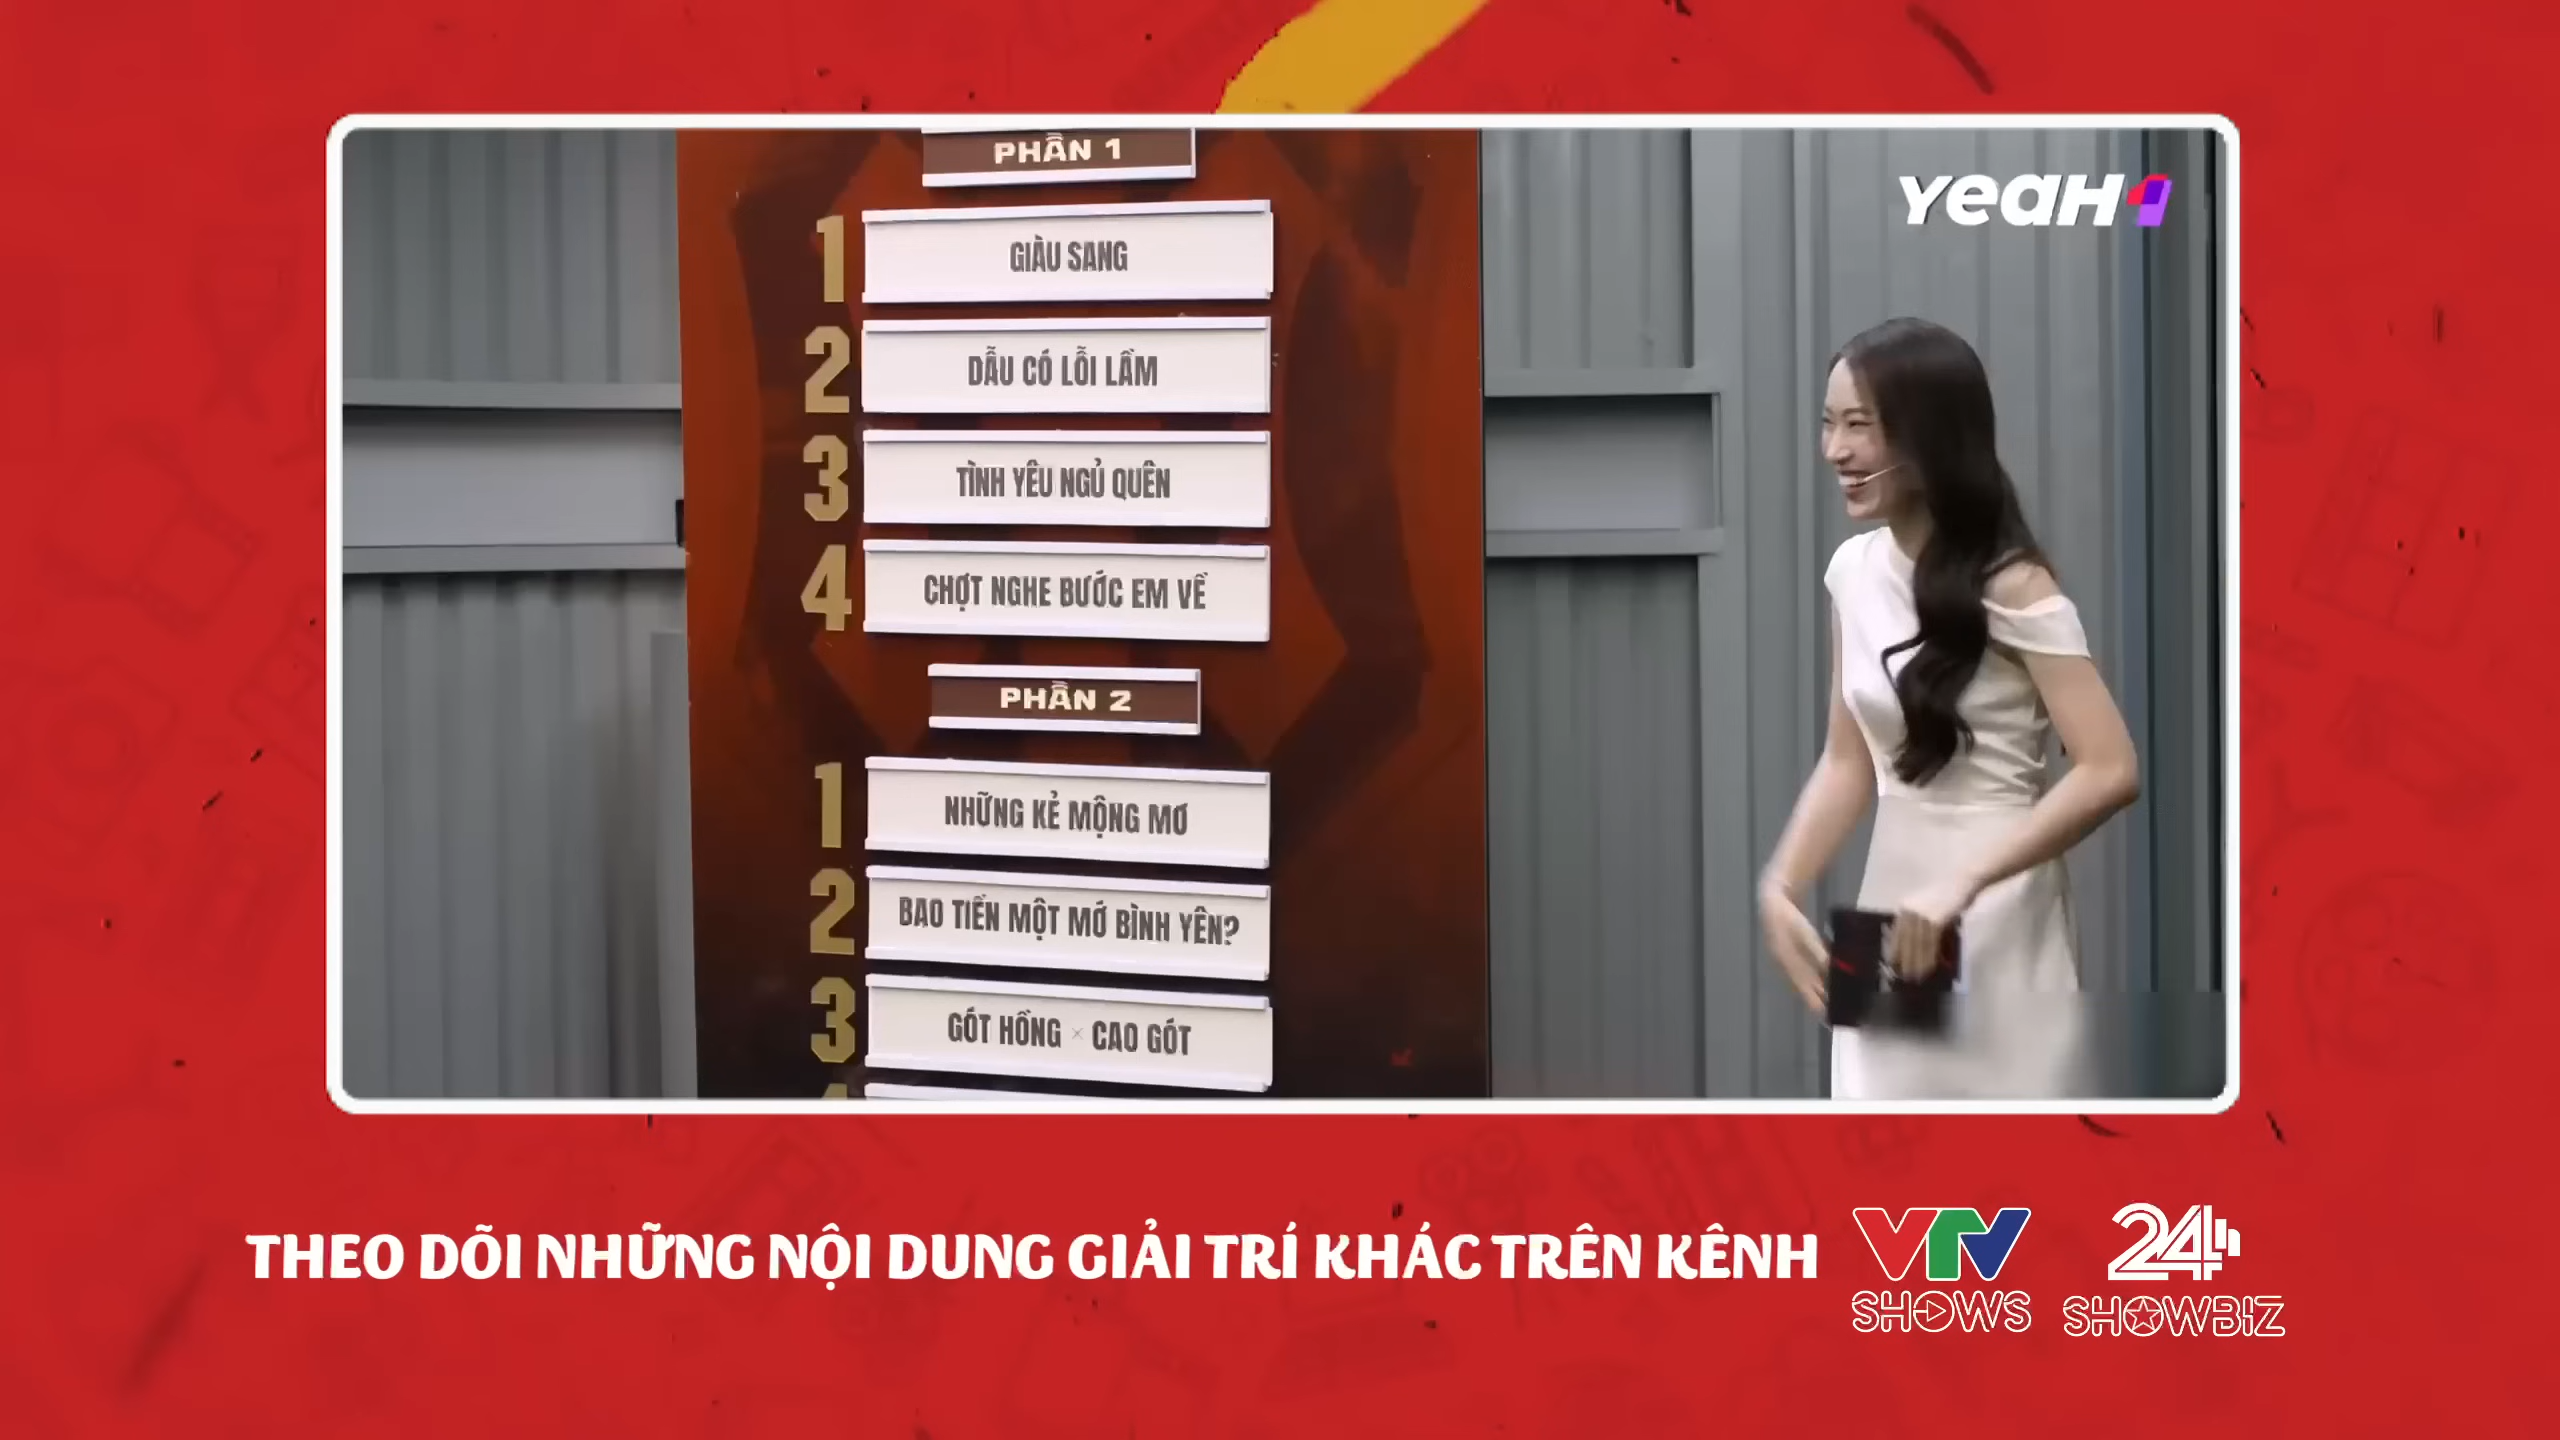 PHẦN 1
YEAH1
1 GIÀU SANG
2 DẪU CÓ LỖI LẦM
3 TÌNH YÊU NGỦ QUÊN
4 CHỢT NGHE BƯỚC EM VỀ
PHẦN 2
1 NHỮNG KẺ MỘNG MƠ
2 BAO TIỀN MỘT MỚ BÌNH YÊN?
3 GÓT HỒNG × CAO GÓT
THEO DÕI NHỮNG NỘI DUNG GIẢI TRÍ KHÁC TRÊN KÊNH
VTV SHOWS
24h SHOWBIZ